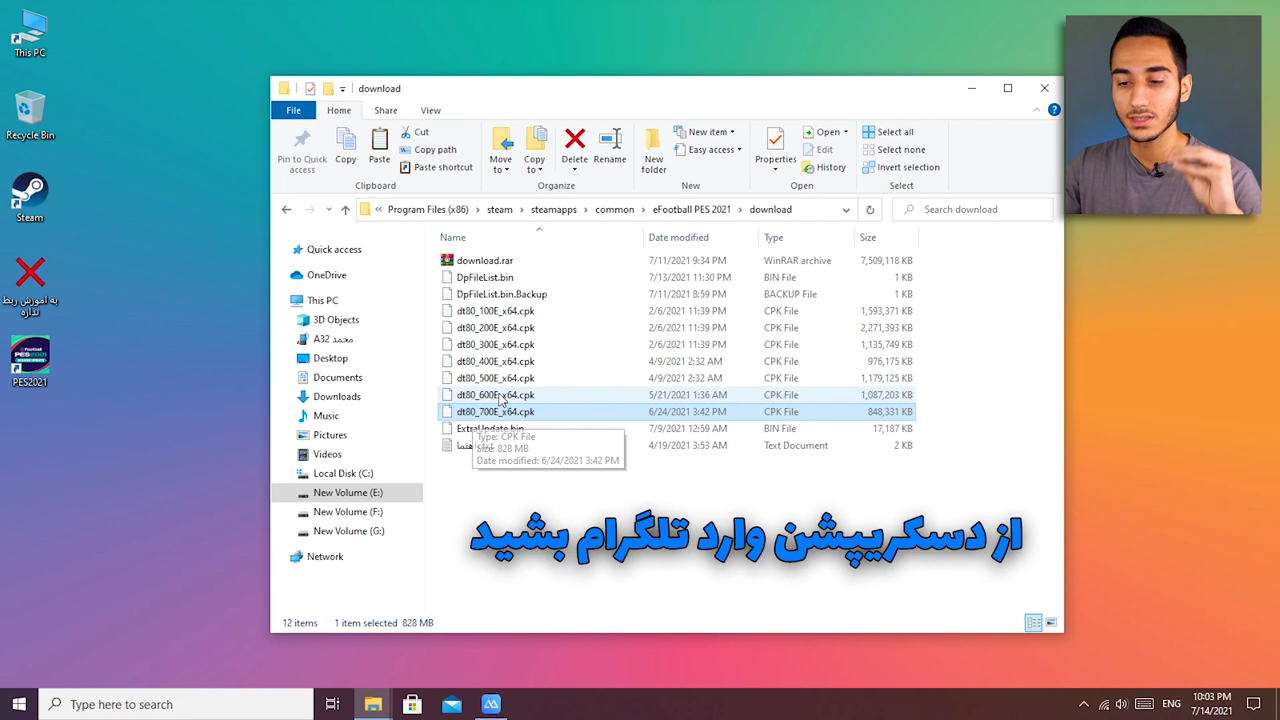 This PC
Recycle Bin
Steam
به آموزش ربط
نداره
PES2021
download
File
Home
Share
View
Pin to Quick
access
Copy
Paste
Cut
Copy path
Paste shortcut
Clipboard
Move
to
Copy
to
Delete
Rename
Organize
New
folder
New item
Easy access
New
Properties
Open
Edit
History
Open
Select all
Select none
Invert selection
Select
« Program Files (x86) > steam > steamapps > common > eFootball PES 2021 > download
Search download
Quick access
OneDrive
This PC
3D Objects
محمد A32
Desktop
Documents
Downloads
Music
Pictures
Videos
Local Disk (C:)
New Volume (E:)
New Volume (F:)
New Volume (G:)
Network
Name Date modified Type Size
download.rar 7/11/2021 9:34 PM WinRAR archive 7,509,118 KB
DpFileList.bin 7/13/2021 11:30 PM BIN File 1 KB
DpFileList.bin.Backup 7/11/2021 8:59 PM BACKUP File 1 KB
dt80_100E_x64.cpk 2/6/2021 11:39 PM CPK File 1,593,371 KB
dt80_200E_x64.cpk 2/6/2021 11:39 PM CPK File 2,271,393 KB
dt80_300E_x64.cpk 2/6/2021 11:39 PM CPK File 1,135,749 KB
dt80_400E_x64.cpk 4/9/2021 2:32 AM CPK File 976,175 KB
dt80_500E_x64.cpk 4/9/2021 2:32 AM CPK File 1,179,125 KB
dt80_600E_x64.cpk 5/21/2021 1:36 AM CPK File 1,087,203 KB
dt80_700E_x64.cpk 6/24/2021 3:42 PM CPK File 848,331 KB
ExtraUpdate.bin 7/9/2021 12:59 AM BIN File 17,187 KB
4/19/2021 3:53 AM Text Document 2 KB
Type: CPK File
Size: 828 MB
Date modified: 6/24/2021 3:42 PM
از دسکریپشن وارد تلگرام بشید
12 items 1 item selected 828 MB
Type here to search
ENG
10:03 PM
7/14/2021